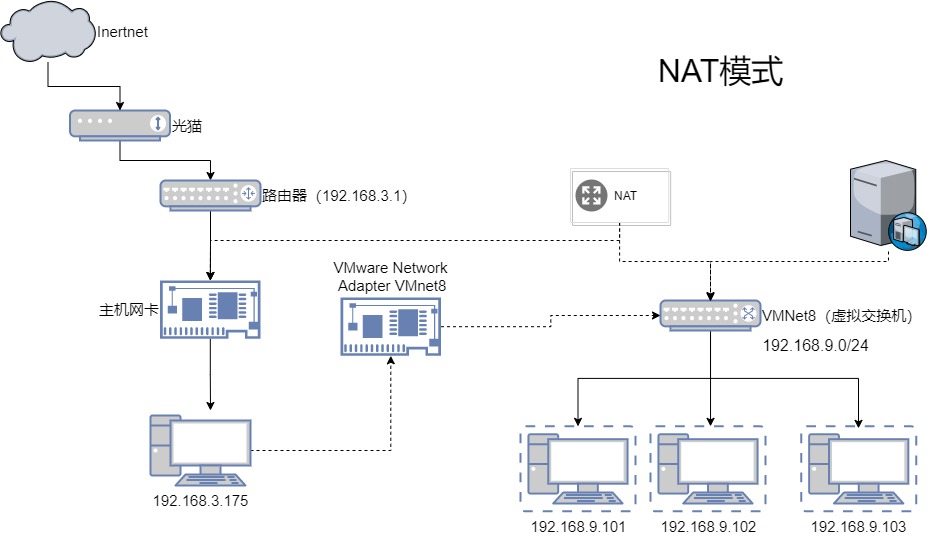 Inertnet
NAT模式
光猫
路由器（192.168.3.1）
NAT
VMware Network
Adapter VMnet8
主机网卡
VMNet8（虚拟交换机）
192.168.9.0/24
192.168.3.175
192.168.9.101
192.168.9.102
192.168.9.103